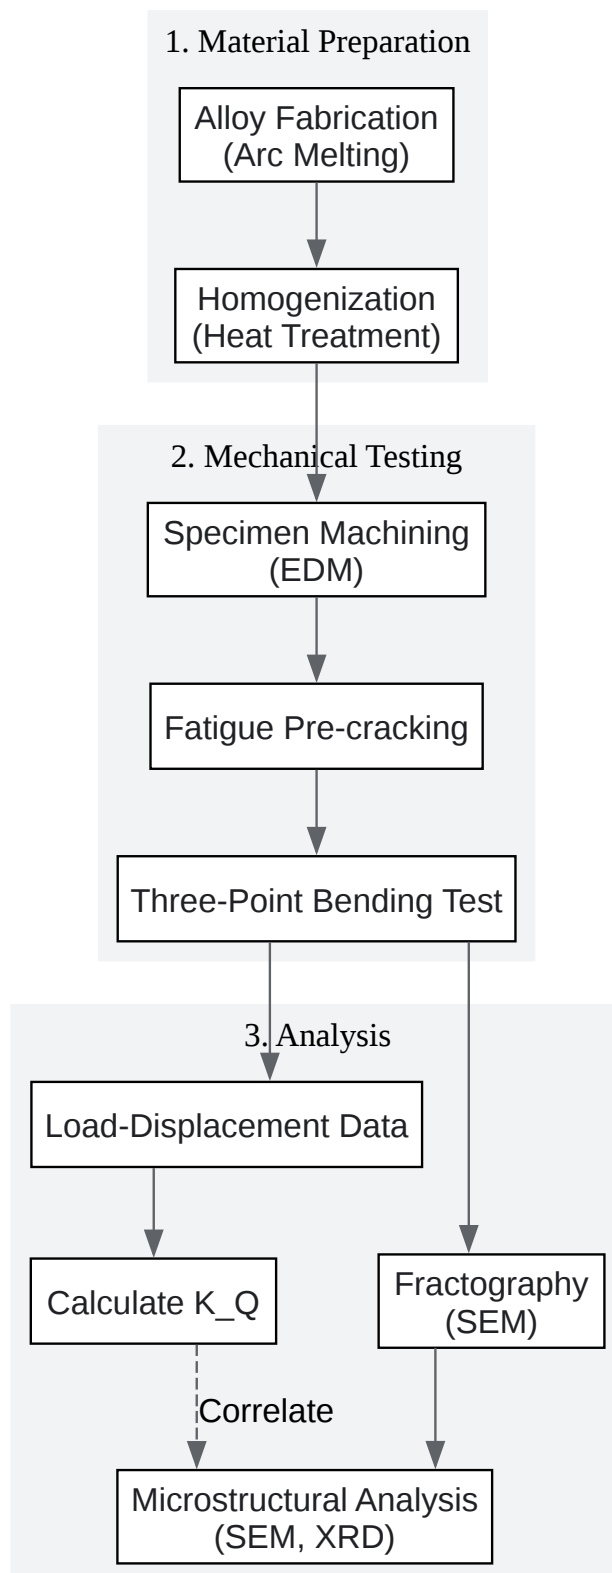 1. Material Preparation
Alloy Fabrication
(Arc Melting)
Homogenization
(Heat Treatment)
2. Mechanical Testing
Specimen Machining
(EDM)
Fatigue Pre-cracking
Three-Point Bending Test
3. Analysis
Load-Displacement Data
Calculate K_Q
Fractography
(SEM)
Correlate
Microstructural Analysis
(SEM, XRD)